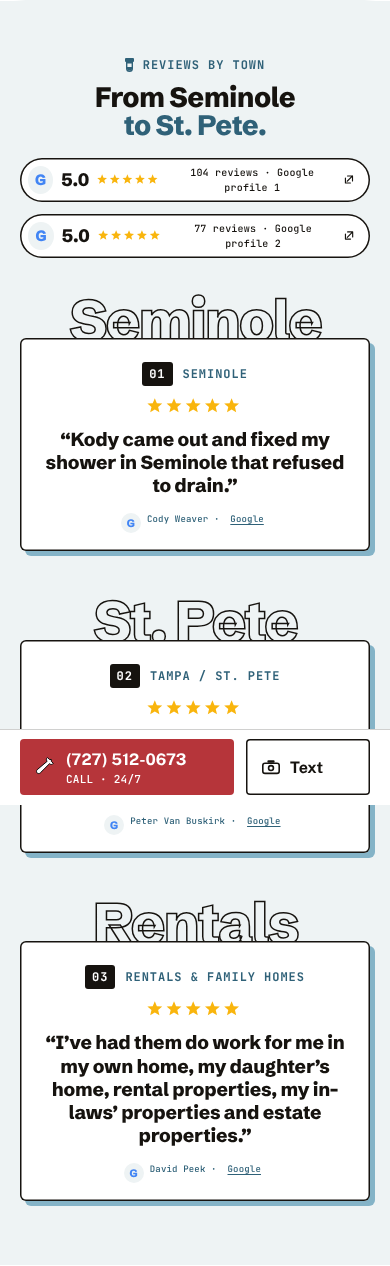 REVIEWS BY TOWN
From Seminole
to St. Pete.
G 5.0 104 reviews · Google
profile 1
G 5.0 77 reviews · Google
profile 2
Seminole
01 SEMINOLE
“Kody came out and fixed my
shower in Seminole that refused
to drain.”
G Cody Weaver · Google
St. Pete
02 TAMPA / ST. PETE
(727) 512-0673
CALL · 24/7
Text
G Peter Van Buskirk · Google
Rentals
03 RENTALS & FAMILY HOMES
“I’ve had them do work for me in
my own home, my daughter’s
home, rental properties, my in-
laws’ properties and estate
properties.”
G David Peek · Google